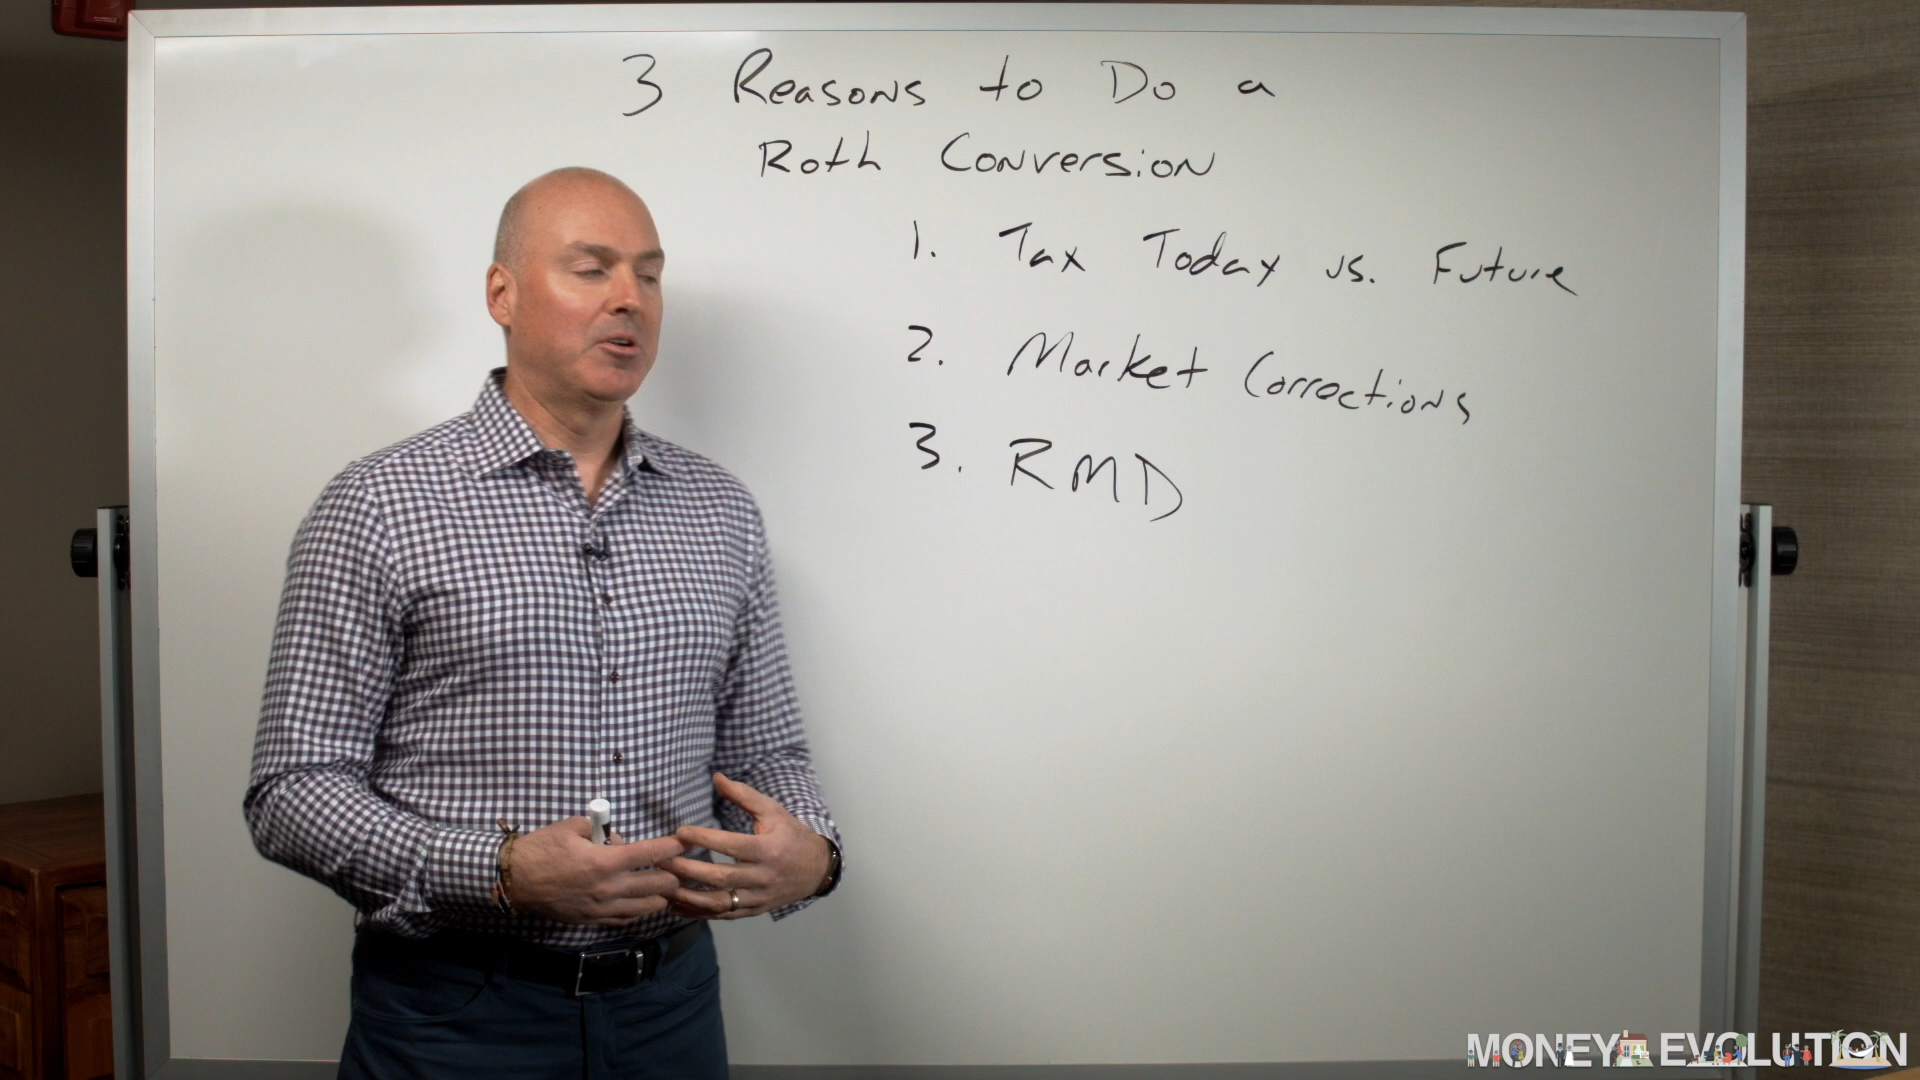 3 Reasons to Do a
Roth Conversion
1. Tax Today vs. Future
2. Market Corrections
3. RMD
MONEY EVOLUTION